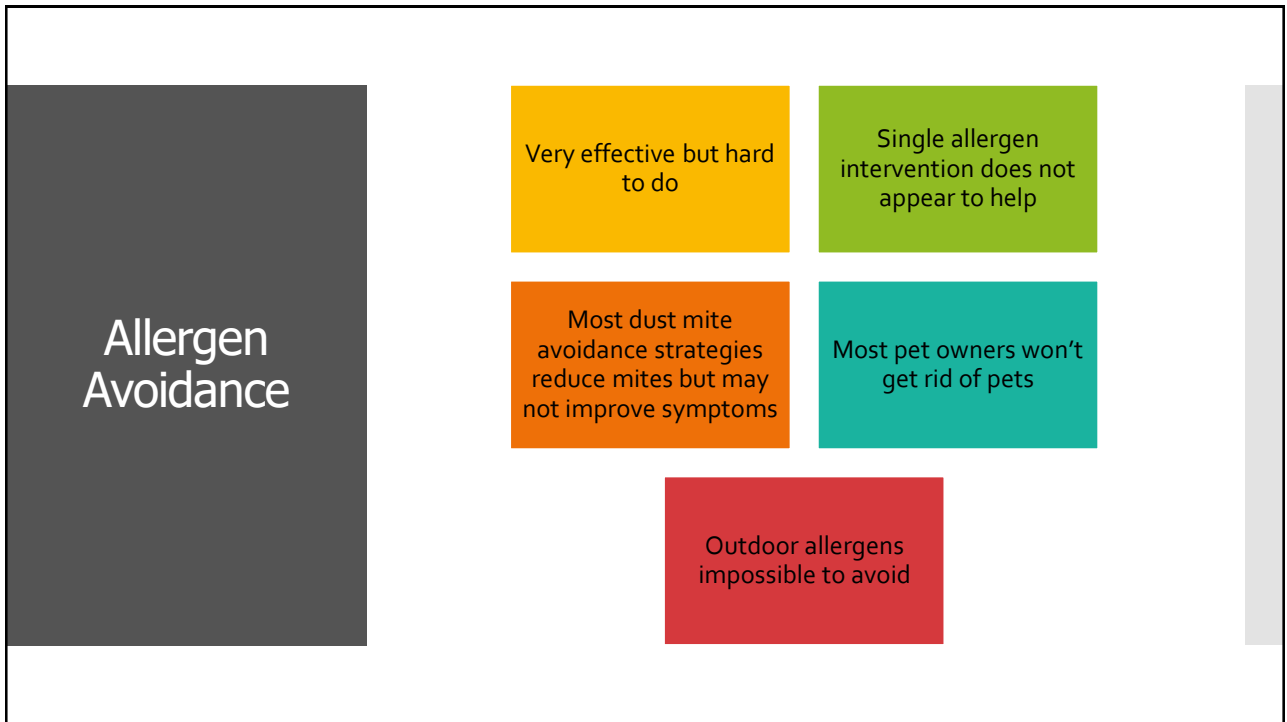 Allergen
Avoidance
Very effective but hard
to do
Single allergen
intervention does not
appear to help
Most dust mite
avoidance strategies
reduce mites but may
not improve symptoms
Most pet owners won’t
get rid of pets
Outdoor allergens
impossible to avoid